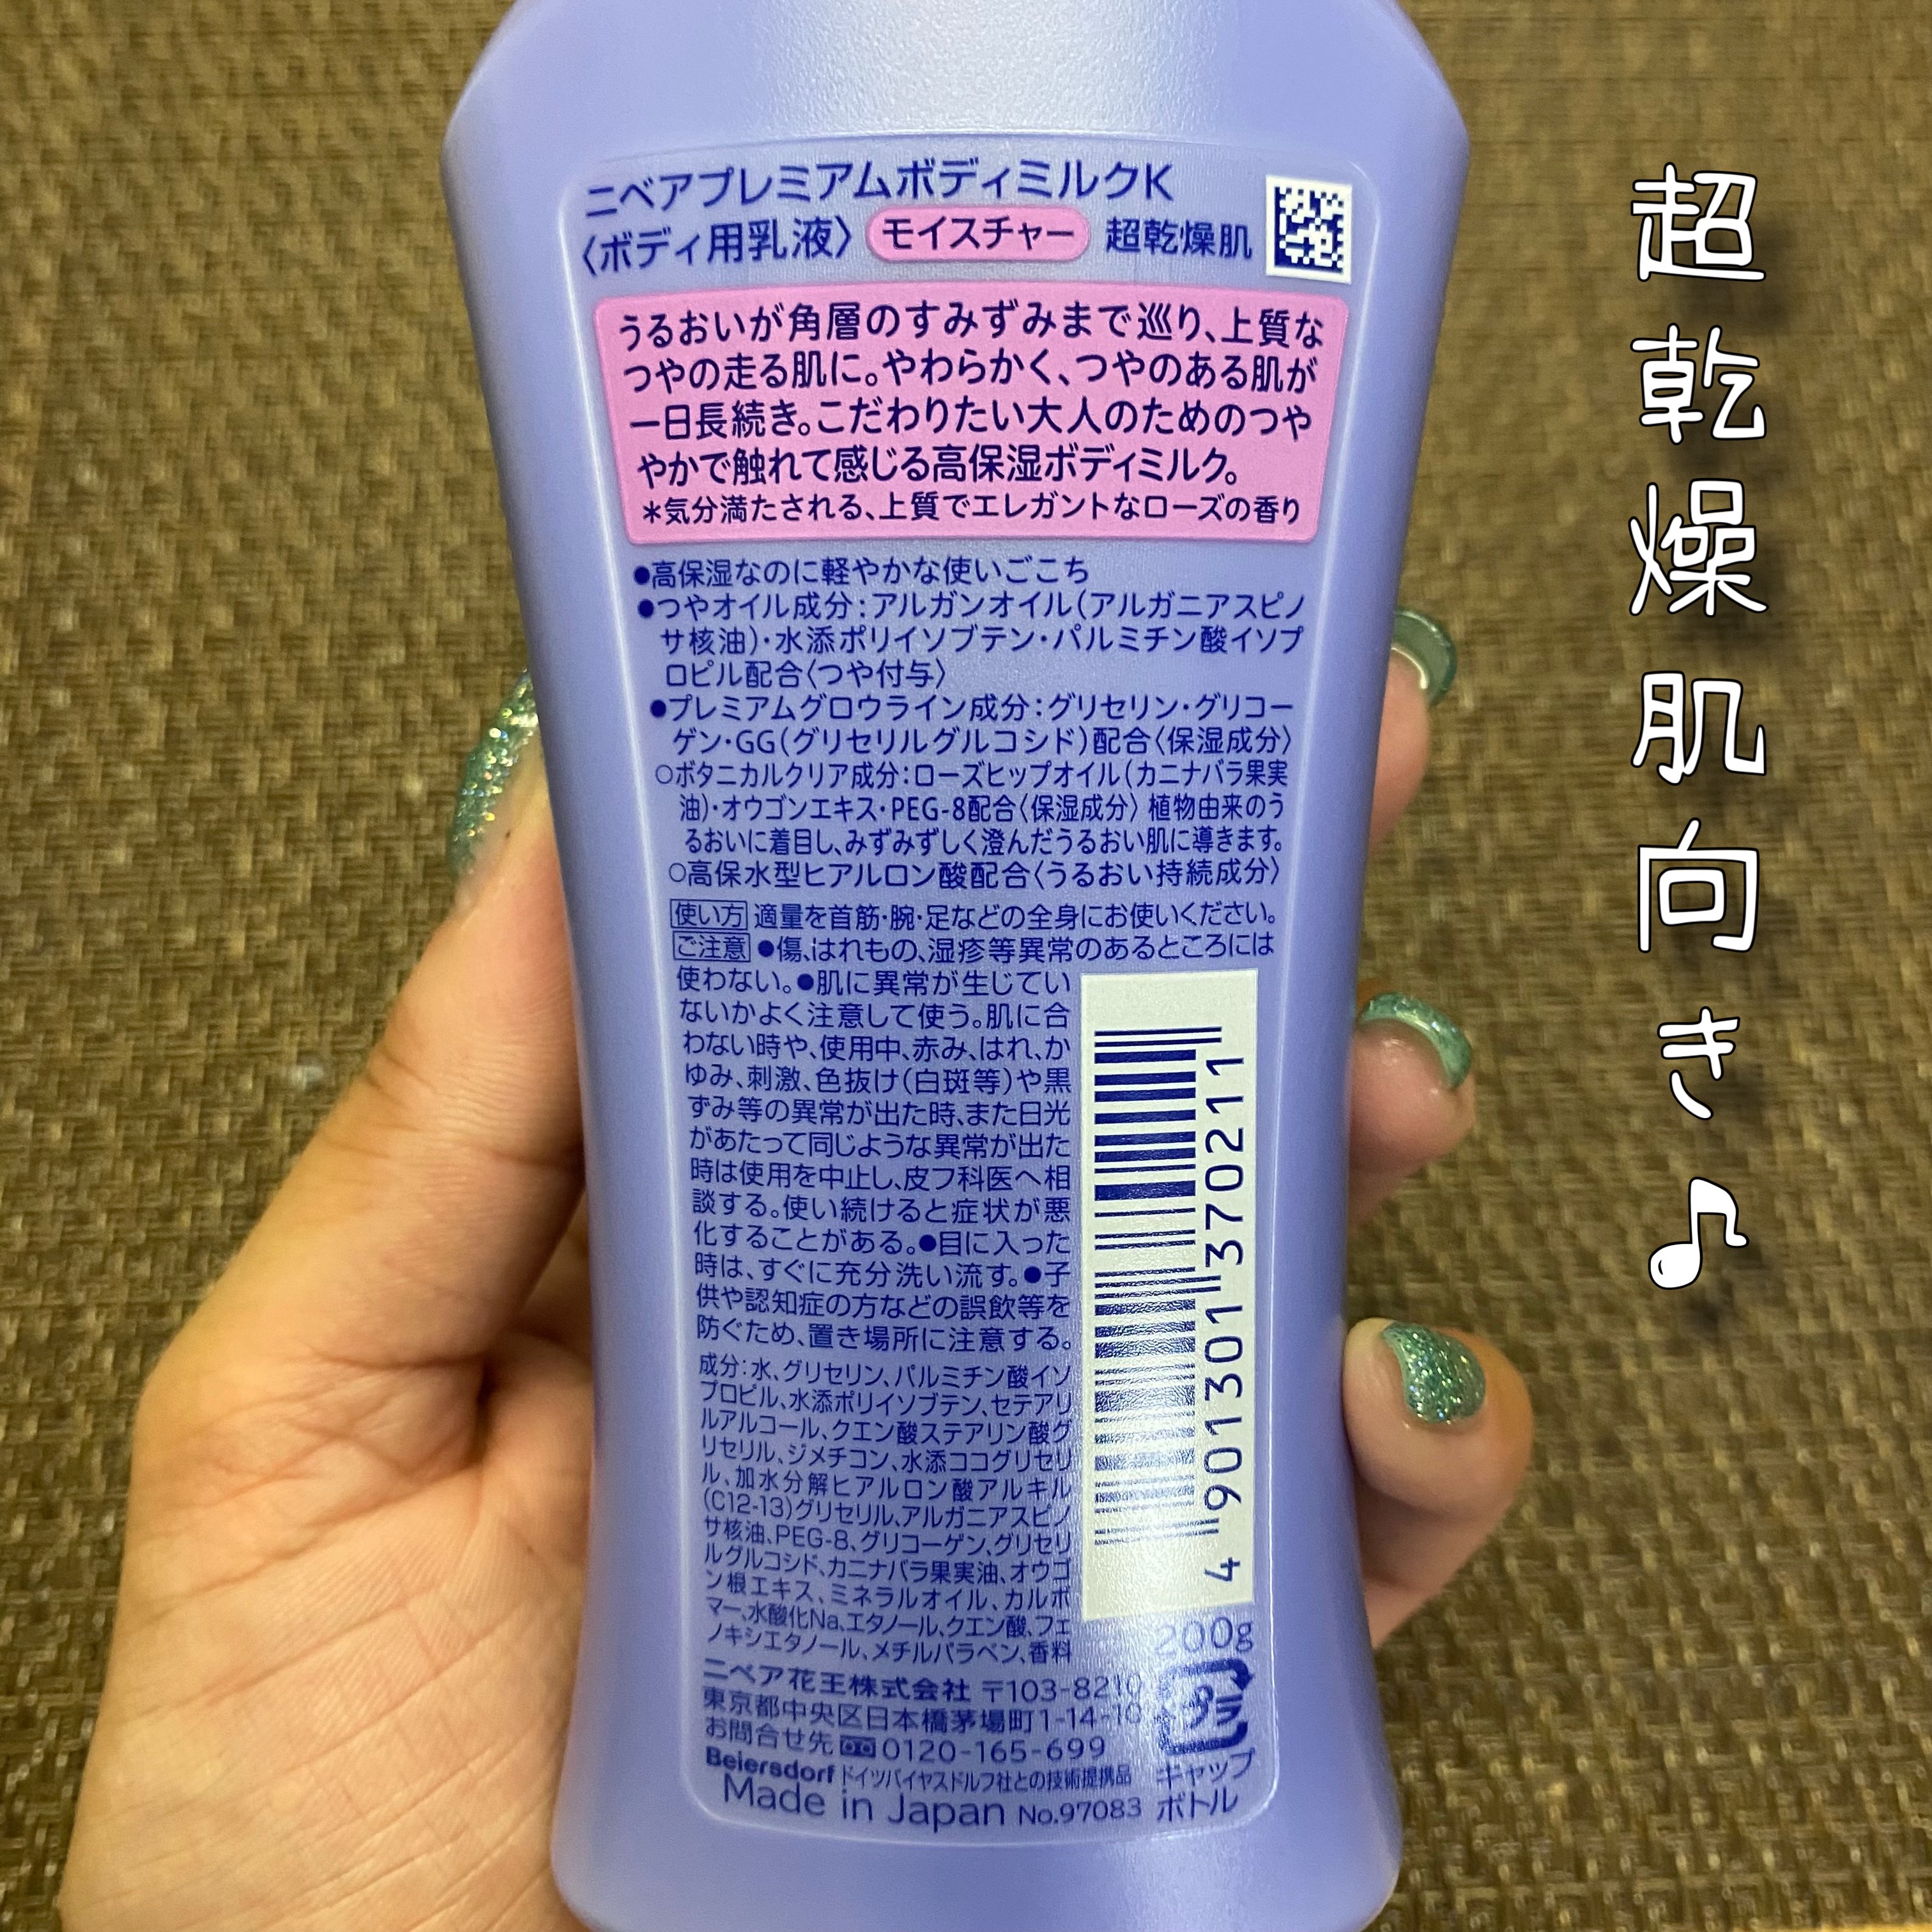 ニベアプレミアムボディミルクK
〈ボディ用乳液〉 モイスチャー 超乾燥肌
うるおいが角層のすみずみまで巡り、上質な
つやの走る肌に。やわらかく、つやのある肌が
一日長続き。こだわりたい大人のためのつや
やかで触れて感じる高保湿ボディミルク。
＊気分満たされる、上質でエレガントなローズの香り
●高保湿なのに軽やかな使いごこち
●つやオイル成分：アルガンオイル（アルガニアスピノ
サ核油）・水添ポリイソブテン・パルミチン酸イソプ
ロピル配合〈つや付与〉
●プレミアムグロウライン成分：グリセリン・グリコー
ゲン・GG（グリセリルグルコシド）配合〈保湿成分〉
○ボタニカルクリア成分：ローズヒップオイル（カニナバラ果実
油）・オウゴンエキス・PEG-8配合〈保湿成分〉 植物由来のう
るおいに着目し、みずみずしく澄んだうるおい肌に導きます。
○高保水型ヒアルロン酸配合〈うるおい持続成分〉
使い方 適量を首筋・腕・足などの全身にお使いください。
ご注意 ●傷、はれもの、湿疹等異常のあるところには
使わない。●肌に異常が生じてい
ないかよく注意して使う。肌に合
わない時や、使用中、赤み、はれ、か
ゆみ、刺激、色抜け（白斑等）や黒
ずみ等の異常が出た時、また日光
があたって同じような異常が出た
時は使用を中止し、皮フ科医へ相
談する。使い続けると症状が悪
化することがある。●目に入った
時は、すぐに充分洗い流す。●子
供や認知症の方などの誤飲等を
防ぐため、置き場所に注意する。
成分：水、グリセリン、パルミチン酸イソ
プロピル、水添ポリイソブテン、セテアリ
ルアルコール、クエン酸ステアリン酸グ
リセリル、ジメチコン、水添ココグリセリ
ル、加水分解ヒアルロン酸アルキル
(C12-13)グリセリル、アルガニアスピノ
サ核油、PEG-8、グリコーゲン、グリセリ
ルグルコシド、カニナバラ果実油、オウゴ
ン根エキス、ミネラルオイル、カルボ
マー、水酸化Na、エタノール、クエン酸、フェ
ノキシエタノール、メチルパラベン、香料
4 901301 370211
200g
ニベア花王株式会社 〒103-8210
東京都中央区日本橋茅場町1-14-10
お問合せ先 0120-165-699
Beiersdorf ドイツバイヤスドルフ社との技術提携品
Made in Japan No.97083
プラ
キャップ
ボトル
超乾燥肌向き♪